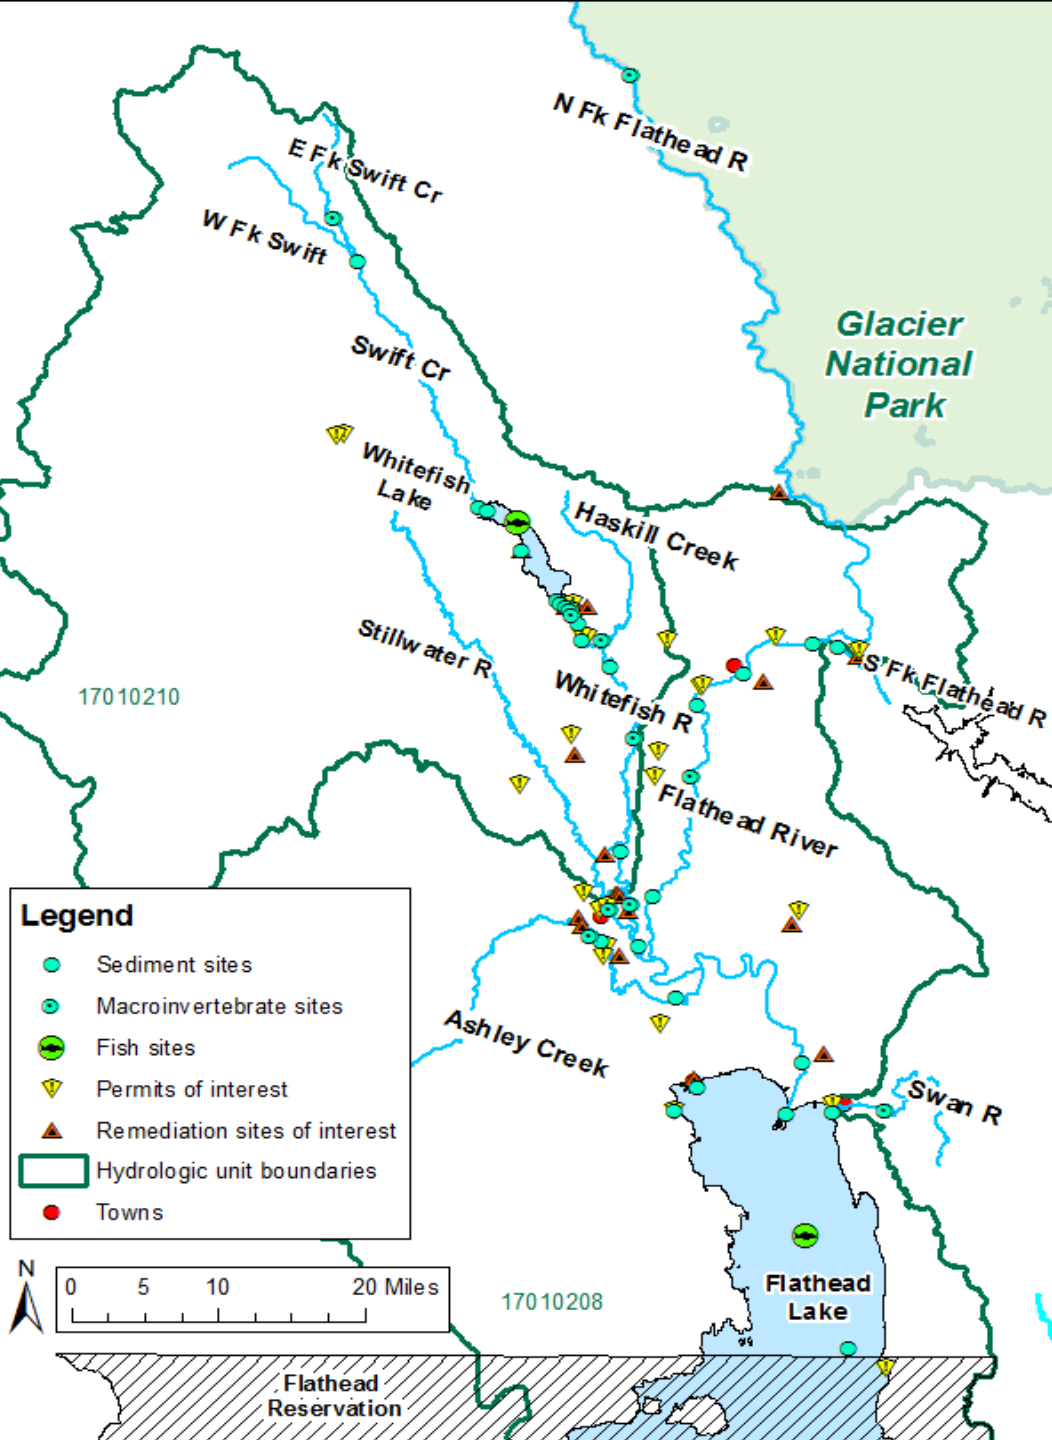 N Fk Flathead R
E Fk Swift Cr
W Fk Swift
Glacier
National
Park
Swift Cr
Whitefish
Lake
Haskill Creek
Stillwater R
S Fk Flathead R
17010210
Whitefish R
Flathead River
Legend
Sediment sites
Macroinvertebrate sites
Fish sites
Permits of interest
Remediation sites of interest
Hydrologic unit boundaries
Towns
Ashley Creek
Swan R
N
0 5 10 20 Miles
17010208
Flathead
Lake
Flathead
Reservation